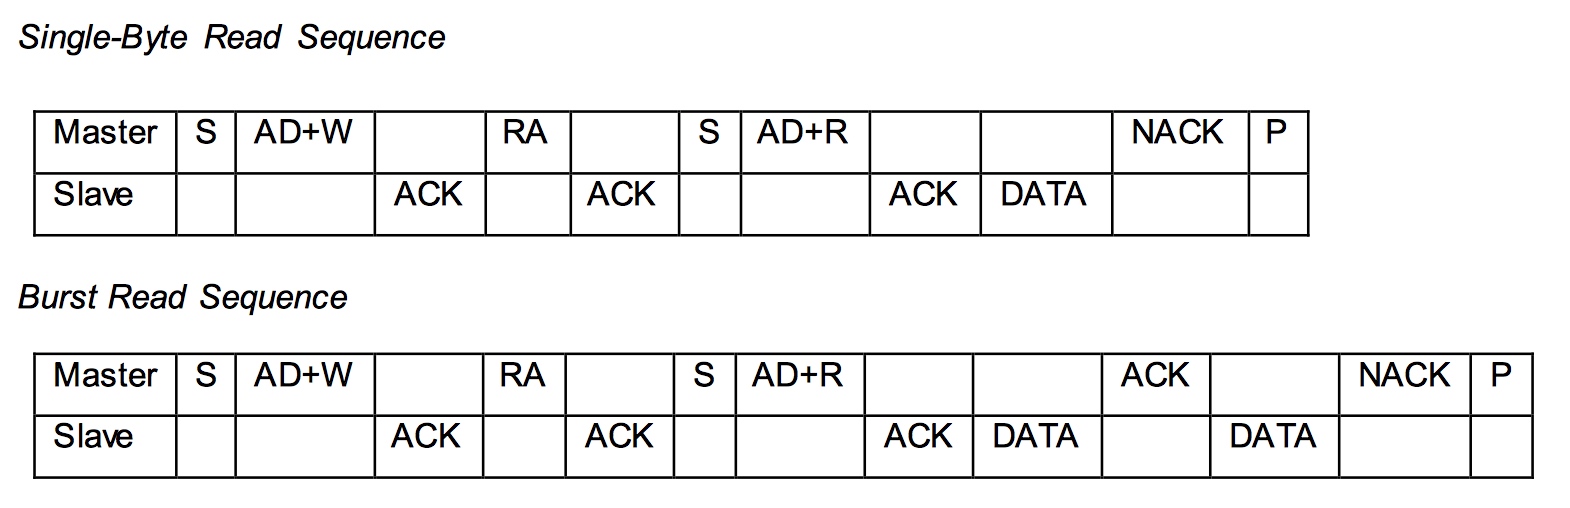 Single-Byte Read Sequence
Master S AD+W RA S AD+R NACK P
Slave ACK ACK ACK DATA
Burst Read Sequence
Master S AD+W RA S AD+R ACK NACK P
Slave ACK ACK ACK DATA DATA